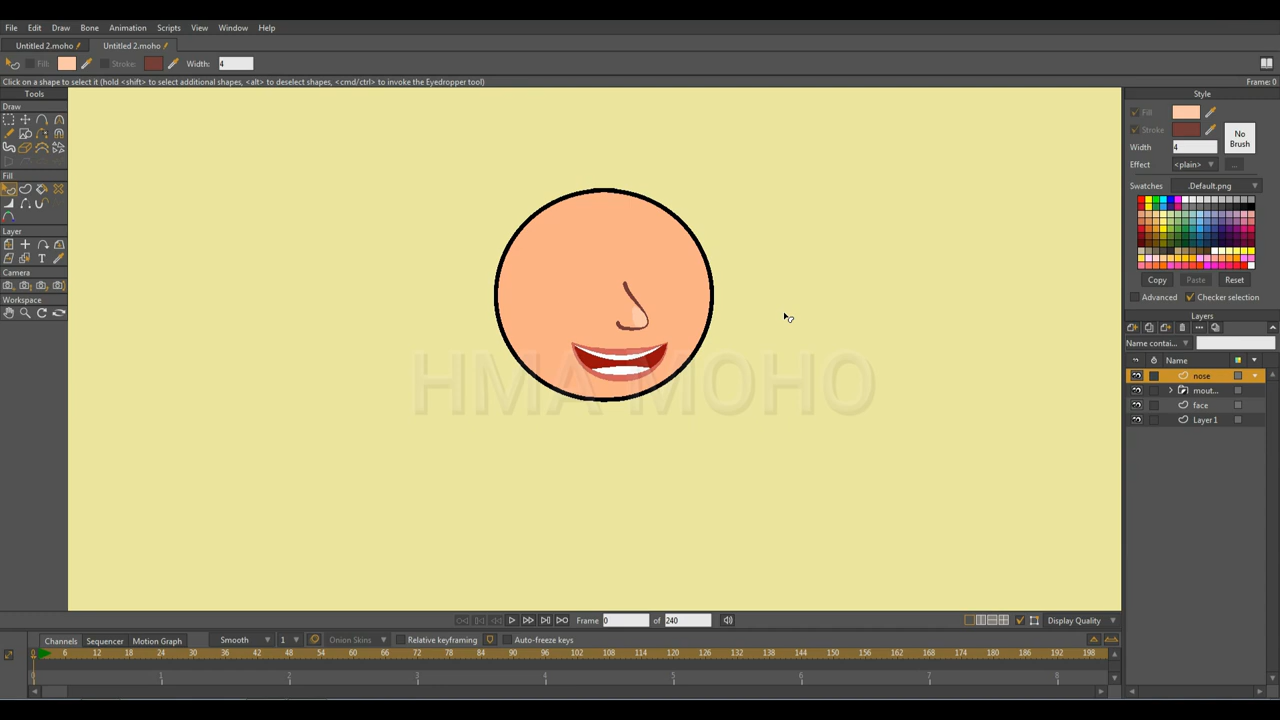 File Edit Draw Bone Animation Scripts View Window Help
Untitled 2.moho Untitled 2.moho
Fill: Stroke: Width: 4
Click on a shape to select it (hold <shift> to select additional shapes, <alt> to deselect shapes, <cmd/ctrl> to invoke the Eyedropper tool) Frame: 0
Tools
Draw
Fill
Layer
Camera
Workspace
Style
Fill
Stroke
No Brush
Width 4
Effect <plain> ...
Swatches .Default.png
Copy Paste Reset
Advanced Checker selection
Layers
Name contai...
Name
nose
mout...
face
Layer 1
HMA MOHO
Frame 0 of 240 Display Quality
Channels Sequencer Motion Graph Smooth 1 Onion Skins Relative keyframing Auto-freeze keys
0 6 12 18 24 30 36 42 48 54 60 66 72 78 84 90 96 102 108 114 120 126 132 138 144 150 156 162 168 174 180 186 192 198
0 1 2 3 4 5 6 7 8